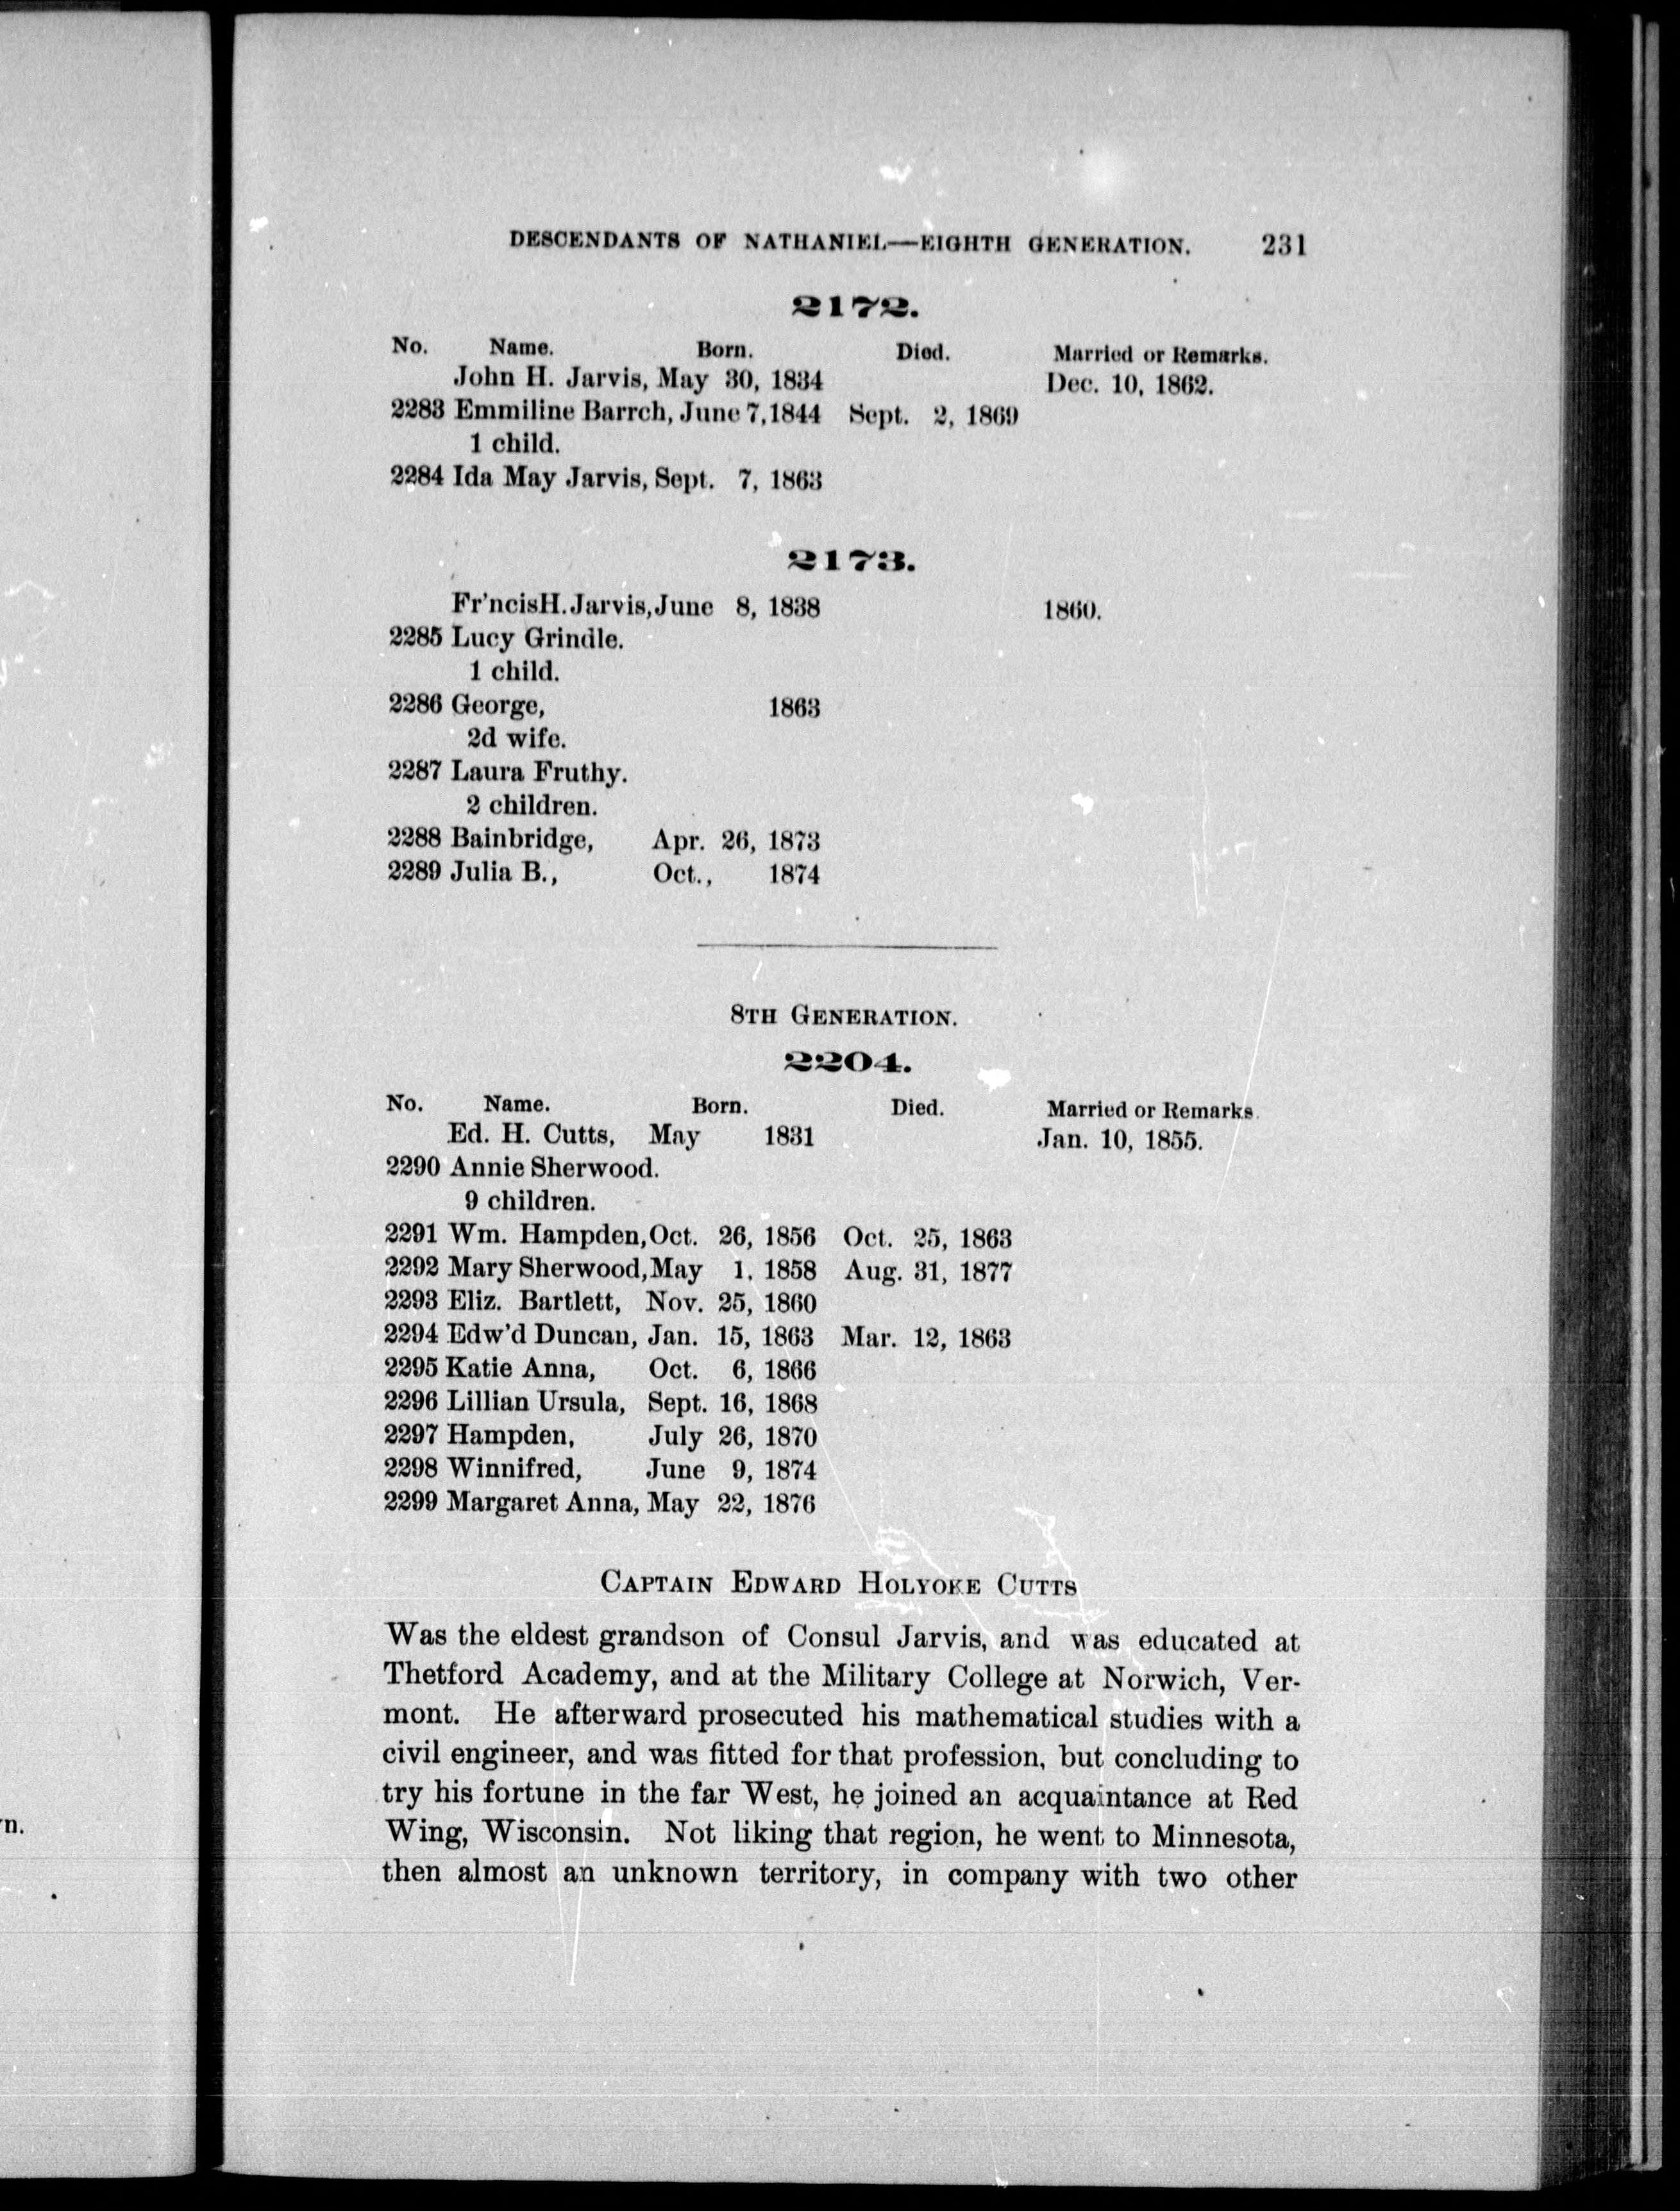 DESCENDANTS OF NATHANIEL—EIGHTH GENERATION. 231
2172.
No. Name. Born. Died. Married or Remarks.
John H. Jarvis, May 30, 1834 Dec. 10, 1862.
2283 Emmiline Barrch, June 7, 1844 Sept. 2, 1869
1 child.
2284 Ida May Jarvis, Sept. 7, 1863
2173.
Fr'ncis H. Jarvis, June 8, 1838 1860.
2285 Lucy Grindle.
1 child.
2286 George, 1863
2d wife.
2287 Laura Fruthy.
2 children.
2288 Bainbridge, Apr. 26, 1873
2289 Julia B., Oct., 1874
8TH GENERATION.
2204.
No. Name. Born. Died. Married or Remarks.
Ed. H. Cutts, May 1831 Jan. 10, 1855.
2290 Annie Sherwood.
9 children.
2291 Wm. Hampden, Oct. 26, 1856 Oct. 25, 1863
2292 Mary Sherwood, May 1, 1858 Aug. 31, 1877
2293 Eliz. Bartlett, Nov. 25, 1860
2294 Edw'd Duncan, Jan. 15, 1863 Mar. 12, 1863
2295 Katie Anna, Oct. 6, 1866
2296 Lillian Ursula, Sept. 16, 1868
2297 Hampden, July 26, 1870
2298 Winnifred, June 9, 1874
2299 Margaret Anna, May 22, 1876
CAPTAIN EDWARD HOLYOKE CUTTS
Was the eldest grandson of Consul Jarvis, and was educated at
Thetford Academy, and at the Military College at Norwich, Ver-
mont. He afterward prosecuted his mathematical studies with a
civil engineer, and was fitted for that profession, but concluding to
try his fortune in the far West, he joined an acquaintance at Red
Wing, Wisconsin. Not liking that region, he went to Minnesota,
then almost an unknown territory, in company with two other
n.